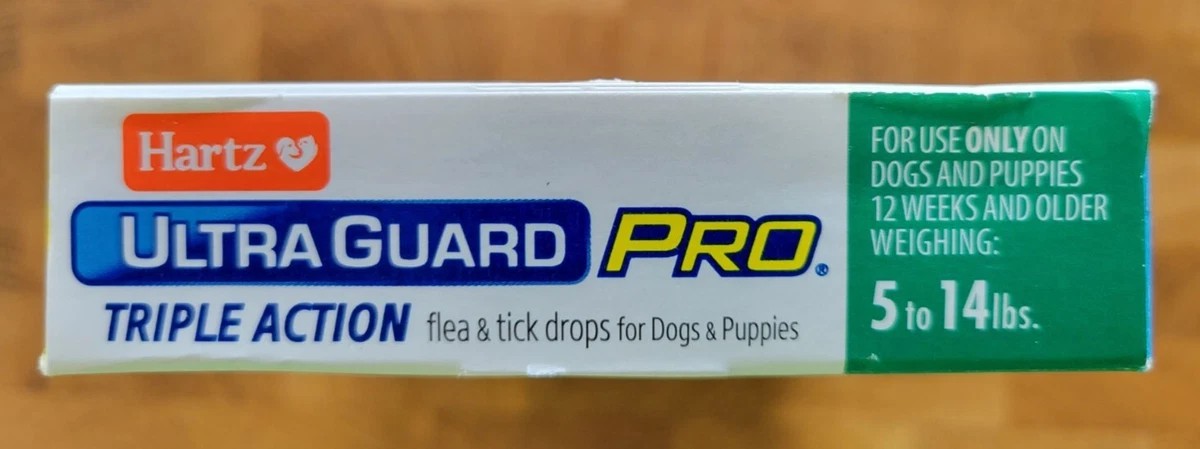 Hartz
ULTRA GUARD PRO®
TRIPLE ACTION flea & tick drops for Dogs & Puppies
FOR USE ONLY ON
DOGS AND PUPPIES
12 WEEKS AND OLDER
WEIGHING:
5 to 14lbs.